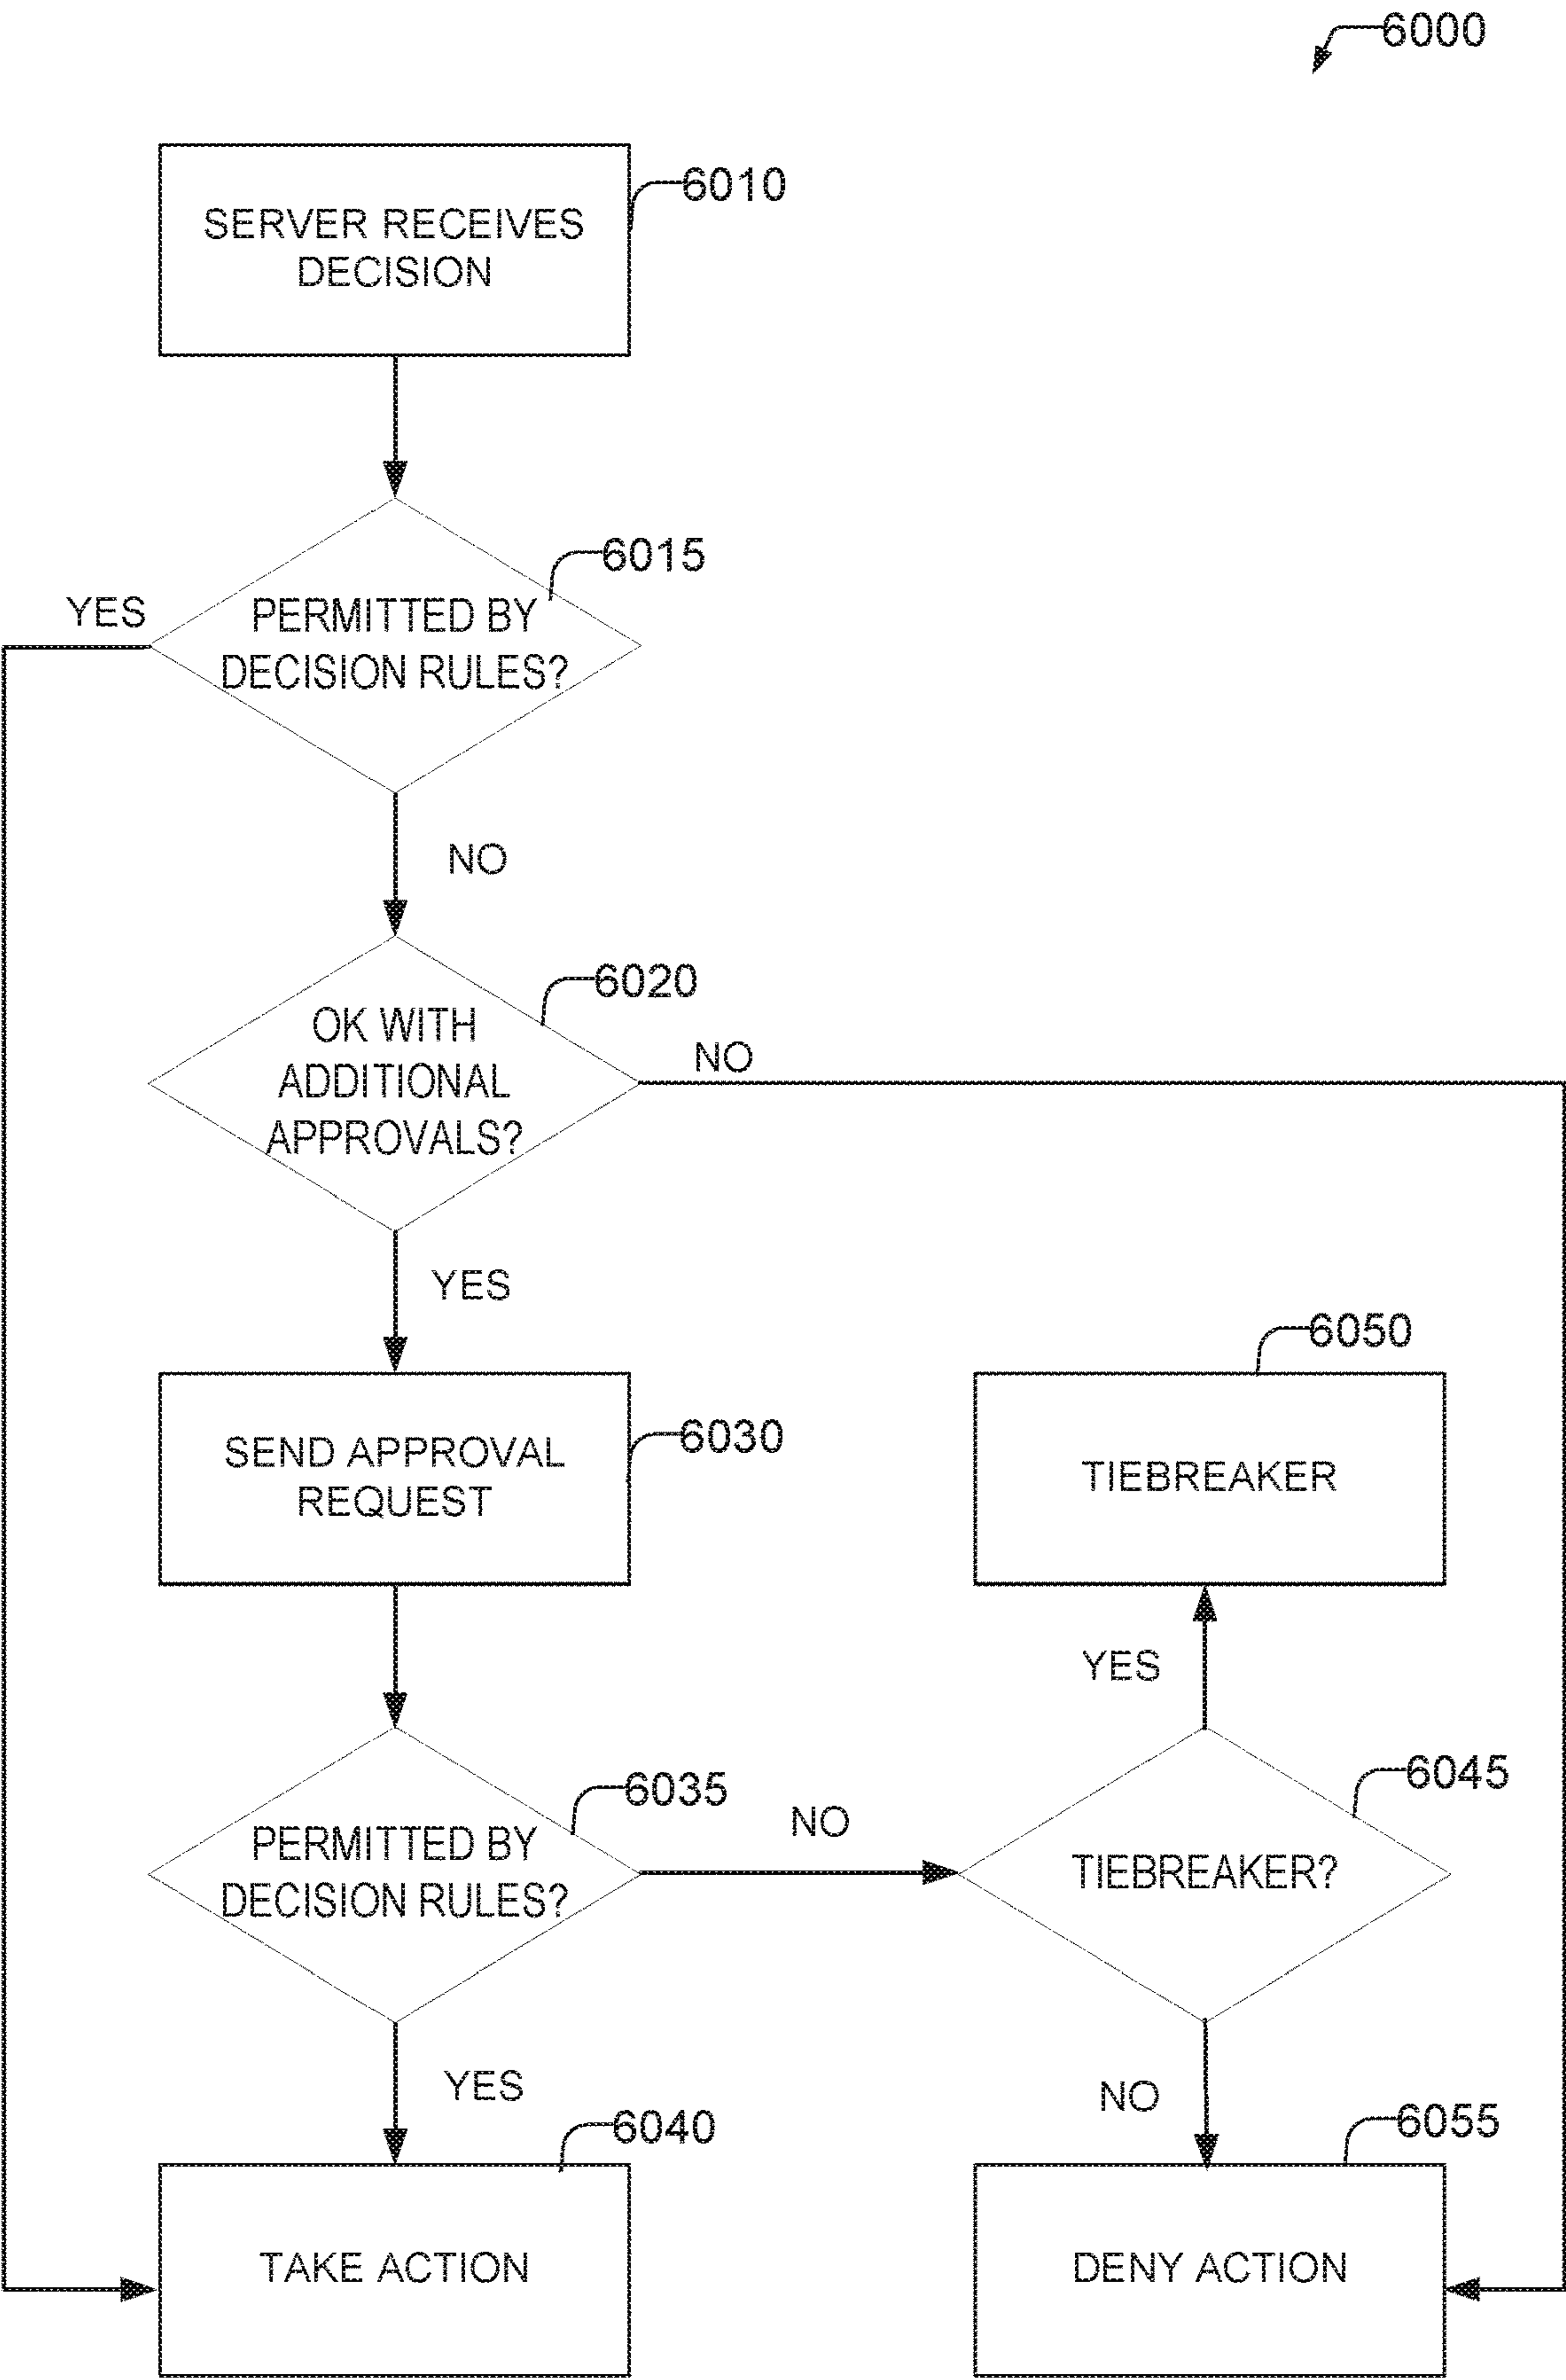 6000
6010
SERVER RECEIVES
DECISION
6015
YES
PERMITTED BY
DECISION RULES?
NO
6020
OK WITH
ADDITIONAL
APPROVALS?
NO
YES
6050
6030
SEND APPROVAL
REQUEST
TIEBREAKER
YES
6035
6045
NO
PERMITTED BY
DECISION RULES?
TIEBREAKER?
YES
NO
6040
6055
TAKE ACTION
DENY ACTION